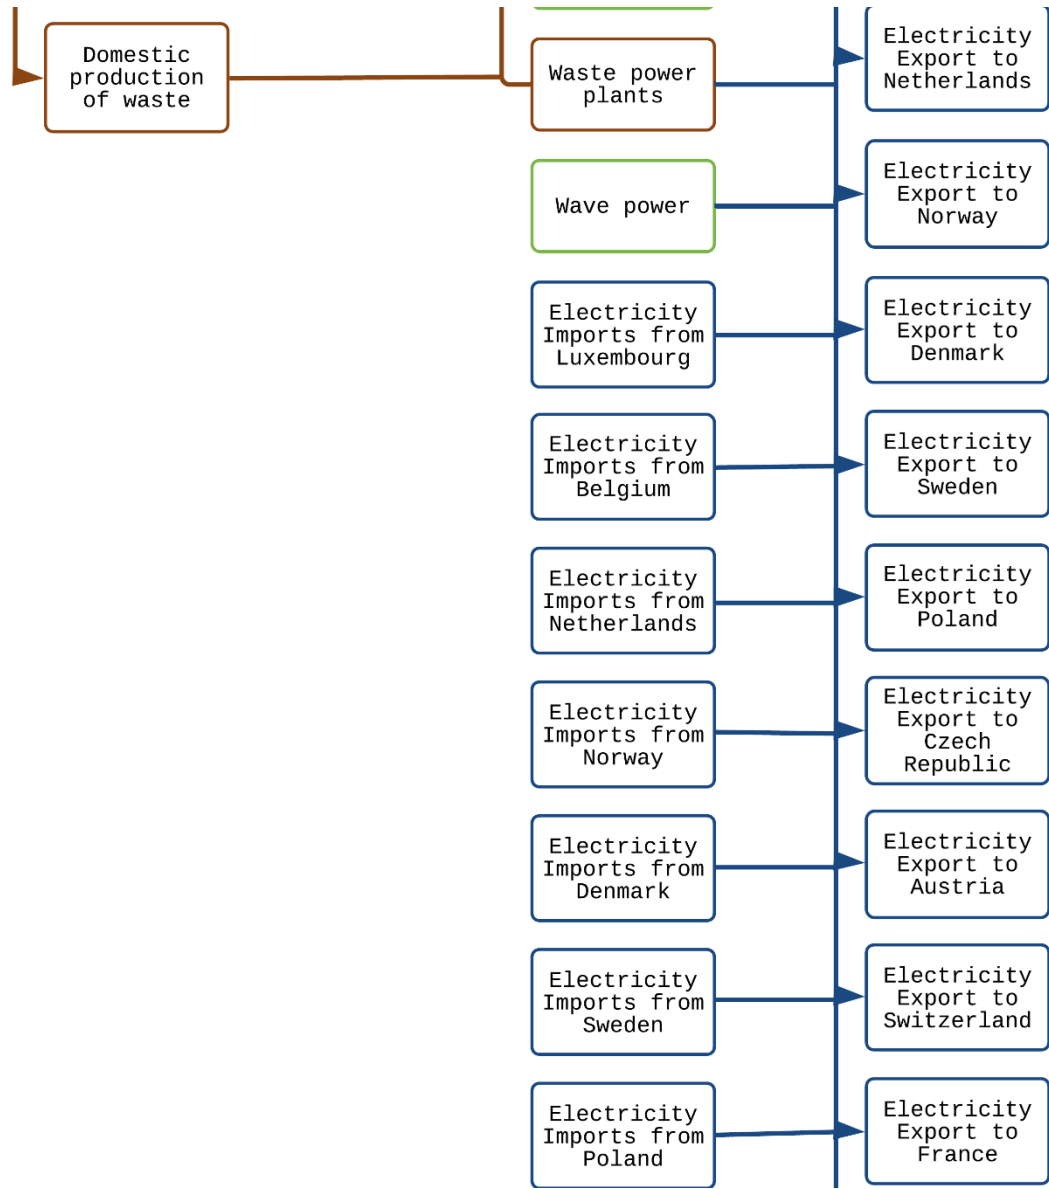 Domestic
production
of waste
Waste power
plants
Wave power
Electricity
Imports from
Luxembourg
Electricity
Imports from
Belgium
Electricity
Imports from
Netherlands
Electricity
Imports from
Norway
Electricity
Imports from
Denmark
Electricity
Imports from
Sweden
Electricity
Imports from
Poland
Electricity
Export to
Netherlands
Electricity
Export to
Norway
Electricity
Export to
Denmark
Electricity
Export to
Sweden
Electricity
Export to
Poland
Electricity
Export to
Czech
Republic
Electricity
Export to
Austria
Electricity
Export to
Switzerland
Electricity
Export to
France